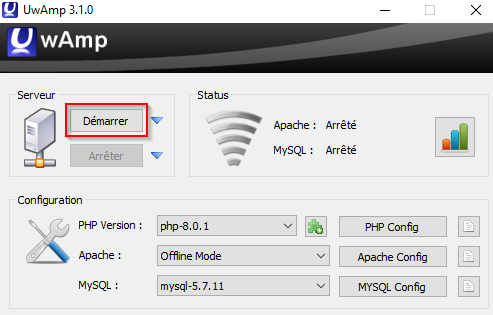 UwAmp 3.1.0
UwAmp
Serveur
Démarrer
Arrêter
Status
Apache : Arrêté
MySQL : Arrêté
Configuration
PHP Version : php-8.0.1 PHP Config
Apache : Offline Mode Apache Config
MySQL : mysql-5.7.11 MYSQL Config